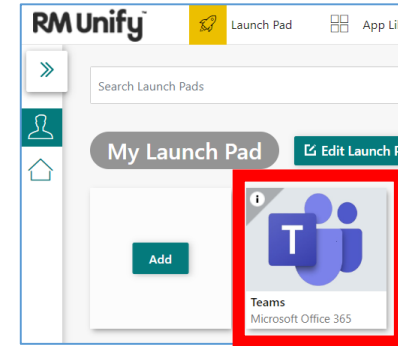 RM Unify
Launch Pad
App Li
Search Launch Pads
My Launch Pad
Edit Launch P
Add
i
T
Teams
Microsoft Office 365